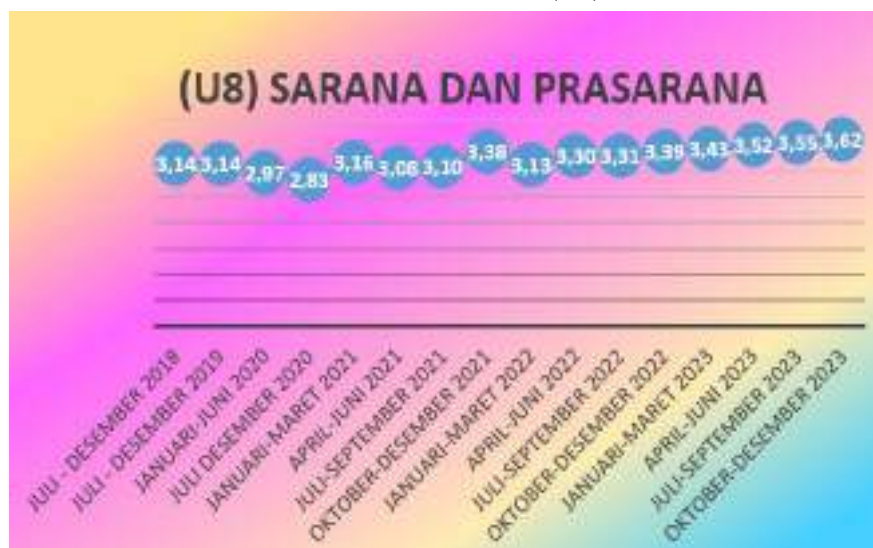 (U8) SARANA DAN PRASARANA
3,14
3,14
2,97
2,83
3,16
3,08
3,10
3,38
3,13
3,30
3,31
3,39
3,43
3,52
3,55
3,62
JULI - DESEMBER 2018
JULI - DESEMBER 2019
JANUARI-JUNI 2020
JULI DESEMBER 2020
JANUARI-MARET 2021
APRIL-JUNI 2021
JULI-SEPTEMBER 2021
OKTOBER-DESEMBER 2021
JANUARI-MARET 2022
APRIL-JUNI 2022
JULI-SEPTEMBER 2022
OKTOBER-DESEMBER 2022
JANUARI-MARET 2023
APRIL-JUNI 2023
JULI-SEPTEMBER 2023
OKTOBER-DESEMBER 2023